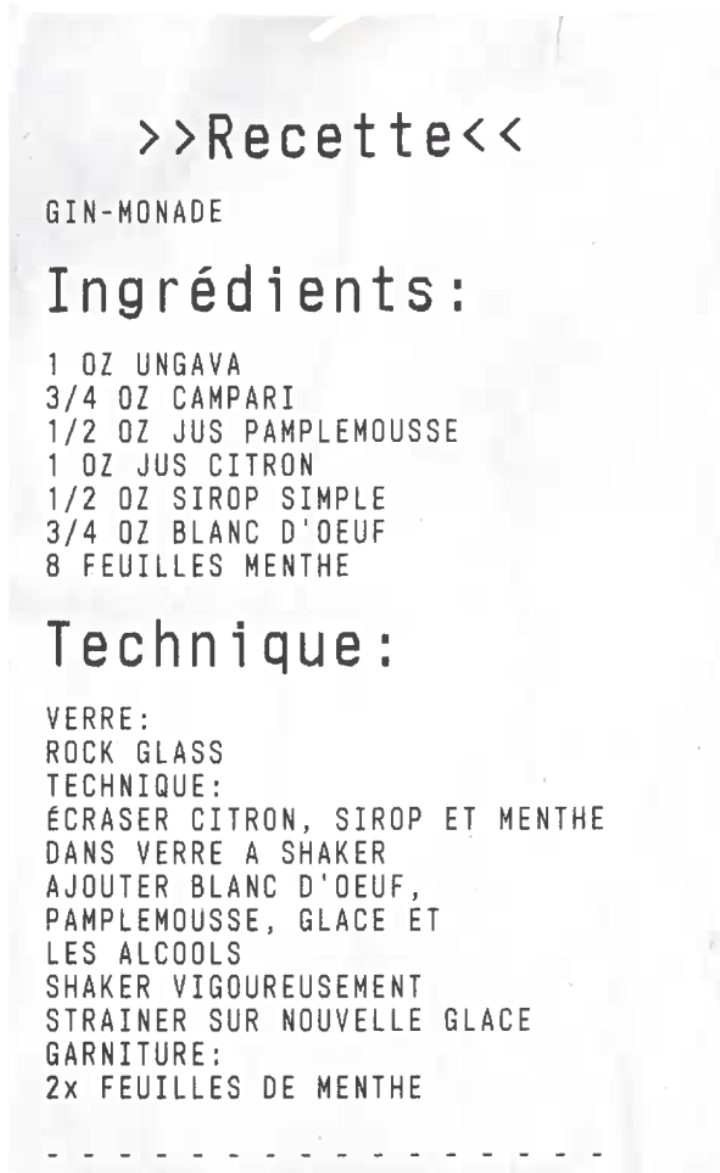 >>Recette<<
GIN-MONADE
Ingrédients:
1 OZ UNGAVA
3/4 OZ CAMPARI
1/2 OZ JUS PAMPLEMOUSSE
1 OZ JUS CITRON
1/2 OZ SIROP SIMPLE
3/4 OZ BLANC D'OEUF
8 FEUILLES MENTHE
Technique:
VERRE:
ROCK GLASS
TECHNIQUE:
ÉCRASER CITRON, SIROP ET MENTHE
DANS VERRE A SHAKER
AJOUTER BLANC D'OEUF,
PAMPLEMOUSSE, GLACE ET
LES ALCOOLS
SHAKER VIGOUREUSEMENT
STRAINER SUR NOUVELLE GLACE
GARNITURE:
2x FEUILLES DE MENTHE
- - - - - - - - - - - - - - - -